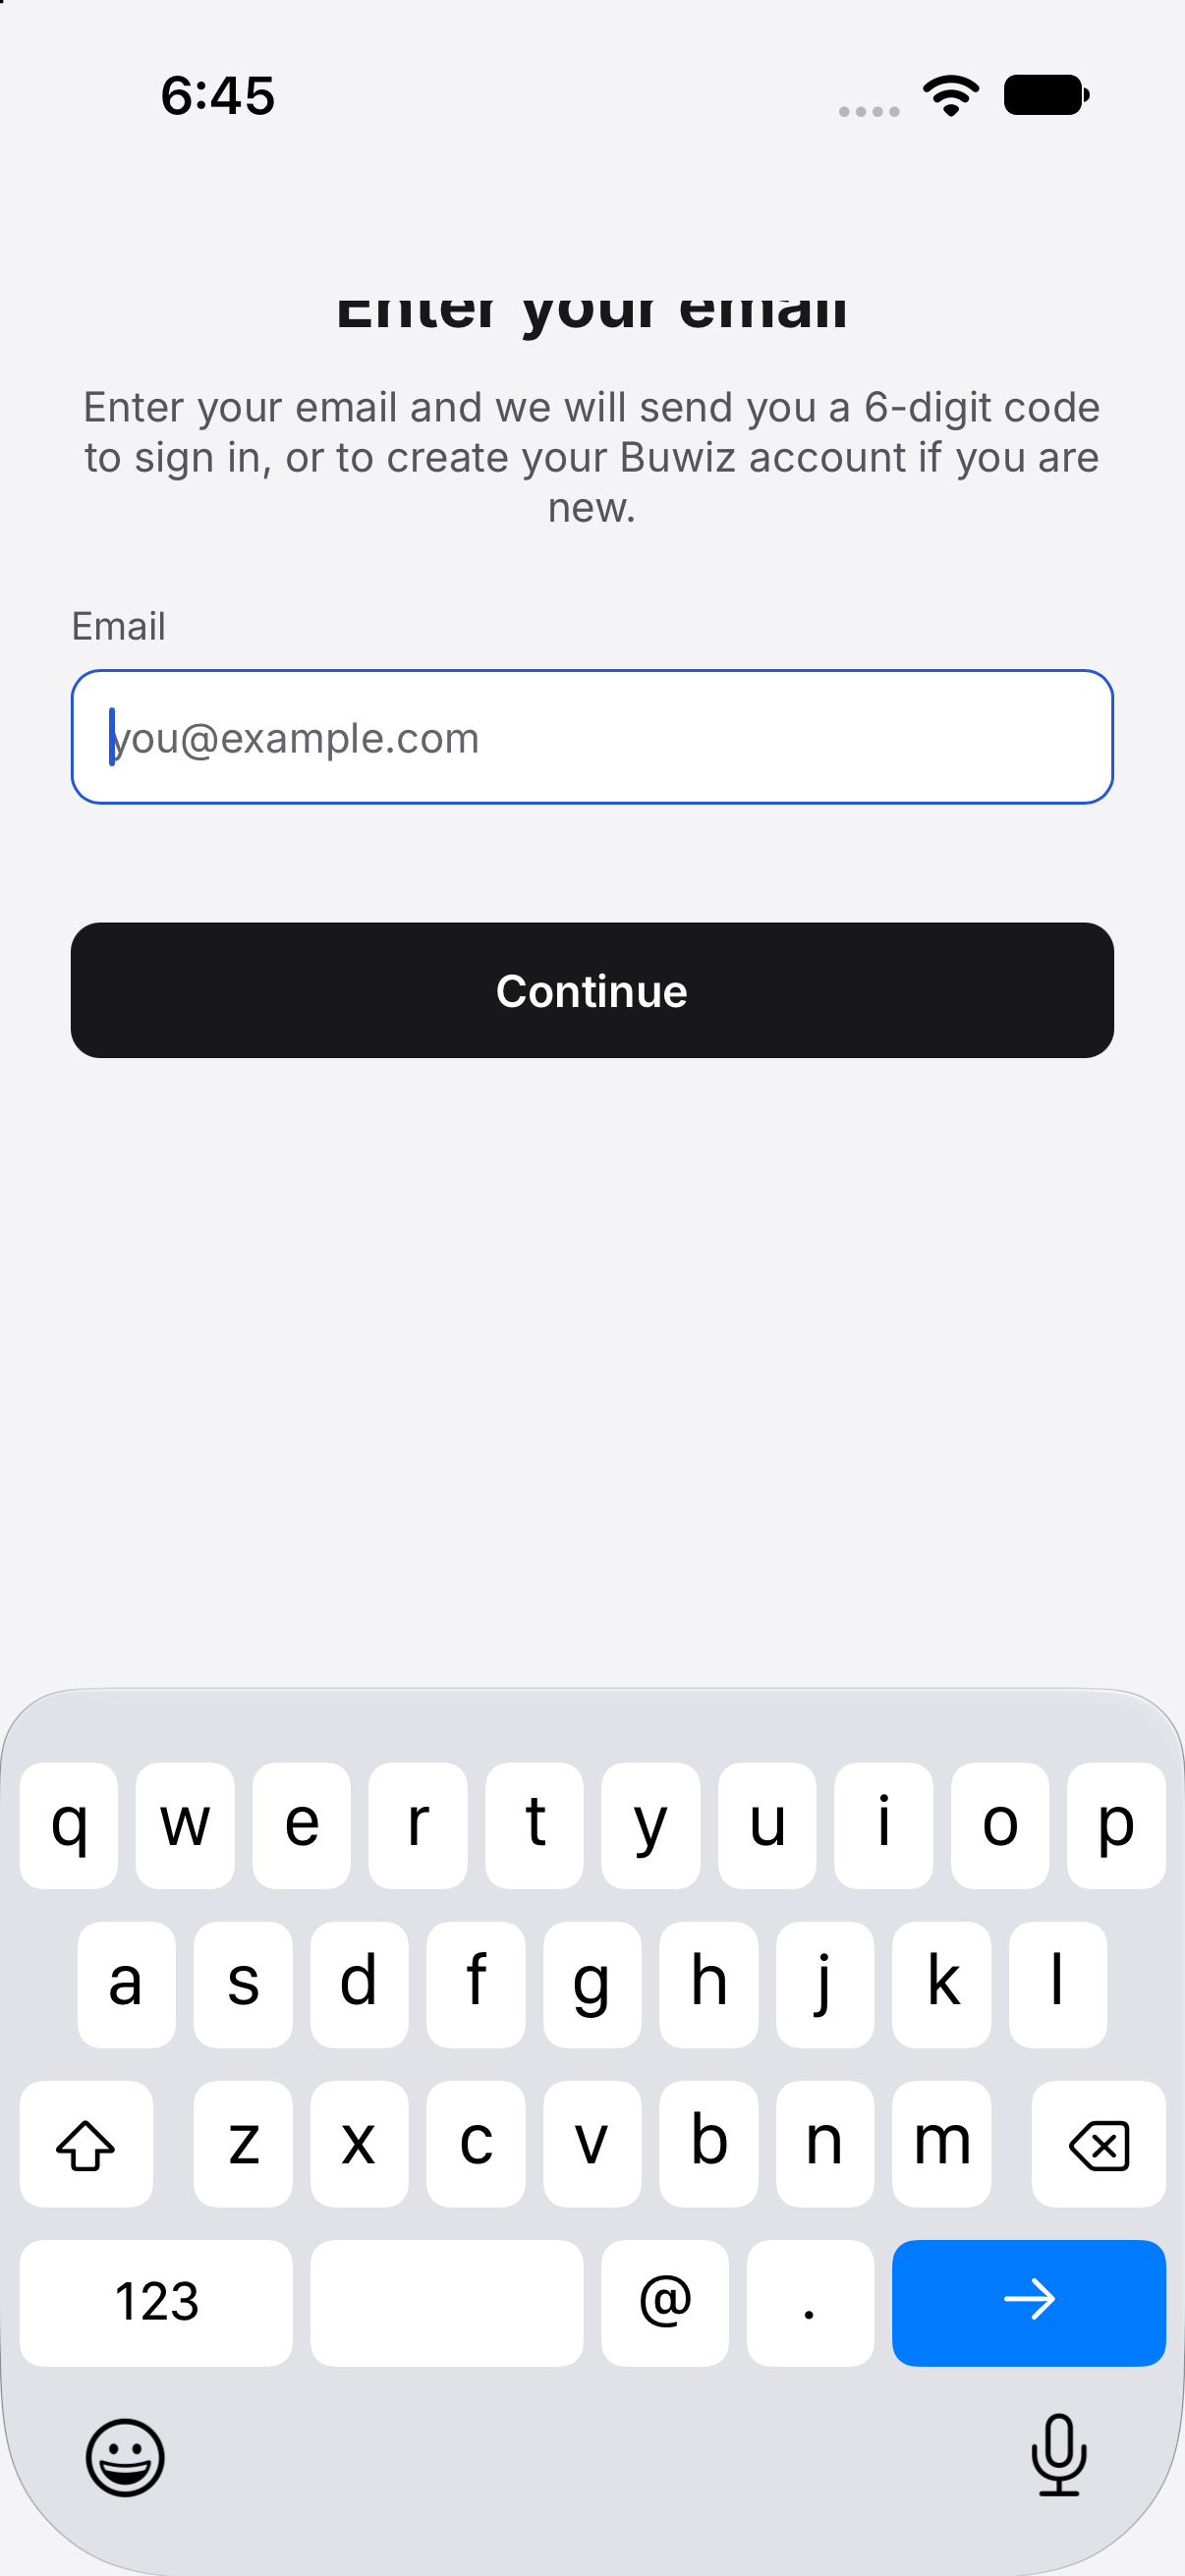 6:45
Enter your email
Enter your email and we will send you a 6-digit code
to sign in, or to create your Buwiz account if you are
new.
Email
you@example.com
Continue
q w e r t y u i o p
a s d f g h j k l
z x c v b n m
123 @ .